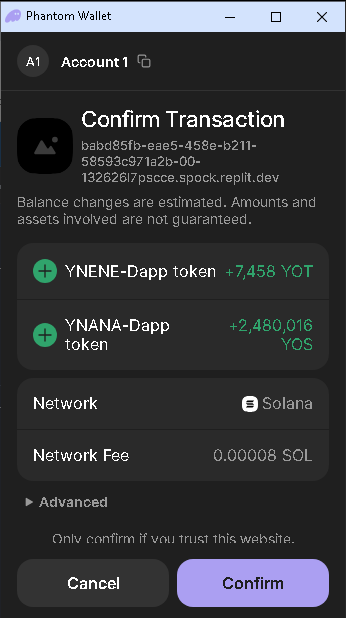 Phantom Wallet
A1 Account 1
Confirm Transaction
babd85fb-eae5-458e-b211-
58593c971a2b-00-
132626l7pscce.spock.replit.dev
Balance changes are estimated. Amounts and
assets involved are not guaranteed.
YNENE-Dapp token +7,458 YOT
YNANA-Dapp +2,480,016
token YOS
Network Solana
Network Fee 0.00008 SOL
Advanced
Only confirm if you trust this website.
Cancel Confirm